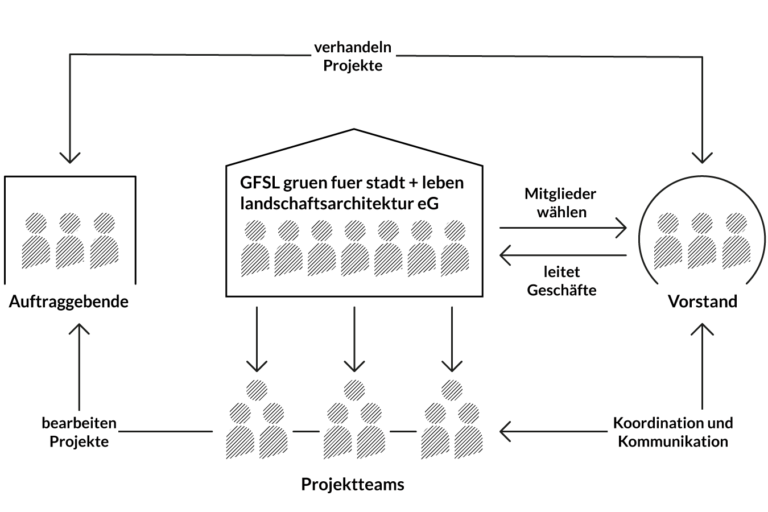 verhandeln
Projekte
GFSL gruen fuer stadt + leben
landschaftsarchitektur eG
Mitglieder
wählen
leitet
Geschäfte
Auftraggebende
Vorstand
bearbeiten
Projekte
Koordination und
Kommunikation
Projektteams